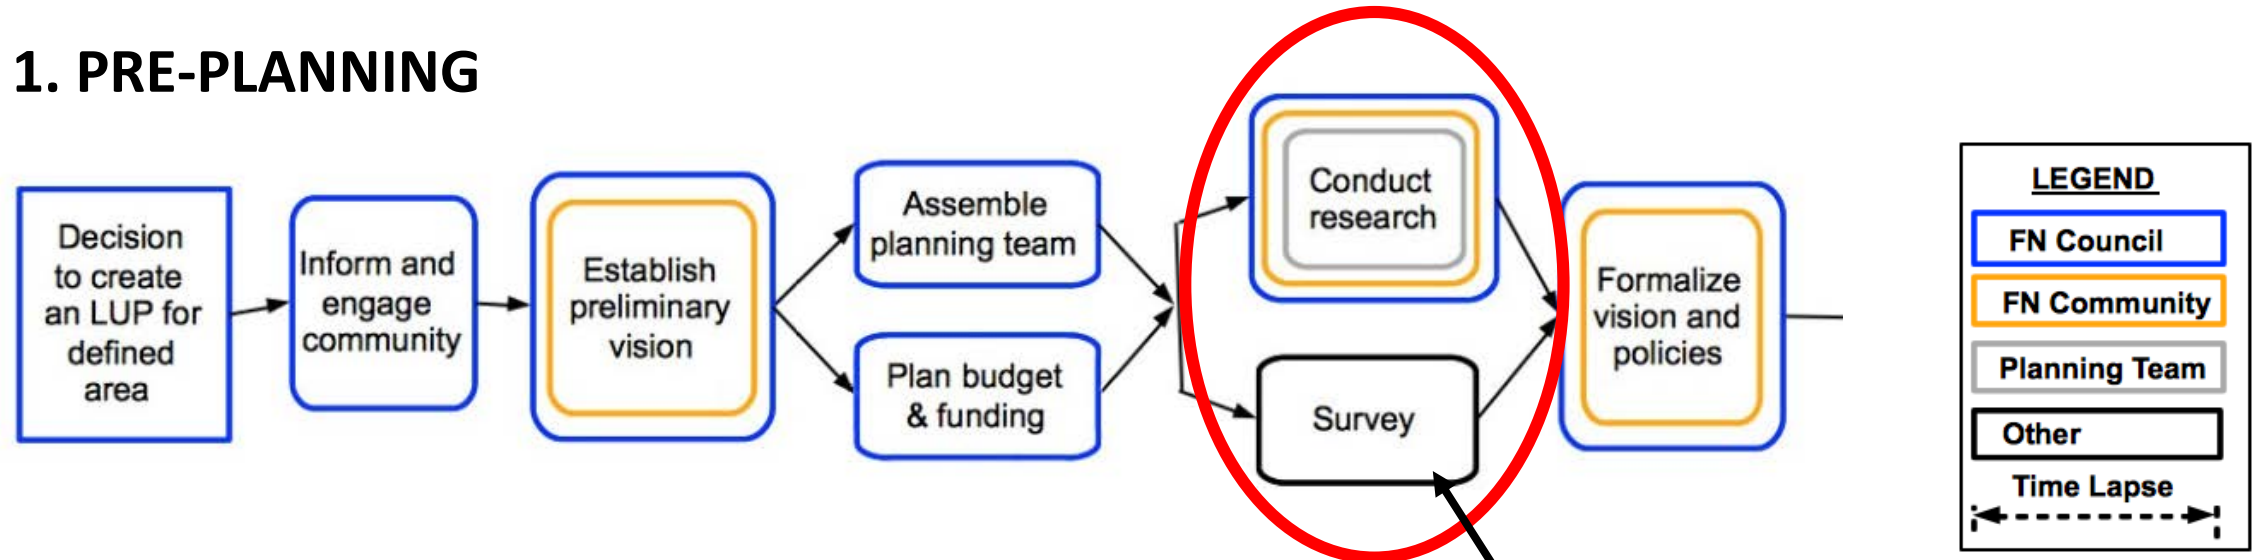 1. PRE-PLANNING
Decision
to create
an LUP for
defined
area
Inform and
engage
community
Establish
preliminary
vision
Assemble
planning team
Plan budget
& funding
Conduct
research
Survey
Formalize
vision and
policies
LEGEND
FN Council
FN Community
Planning Team
Other
Time Lapse